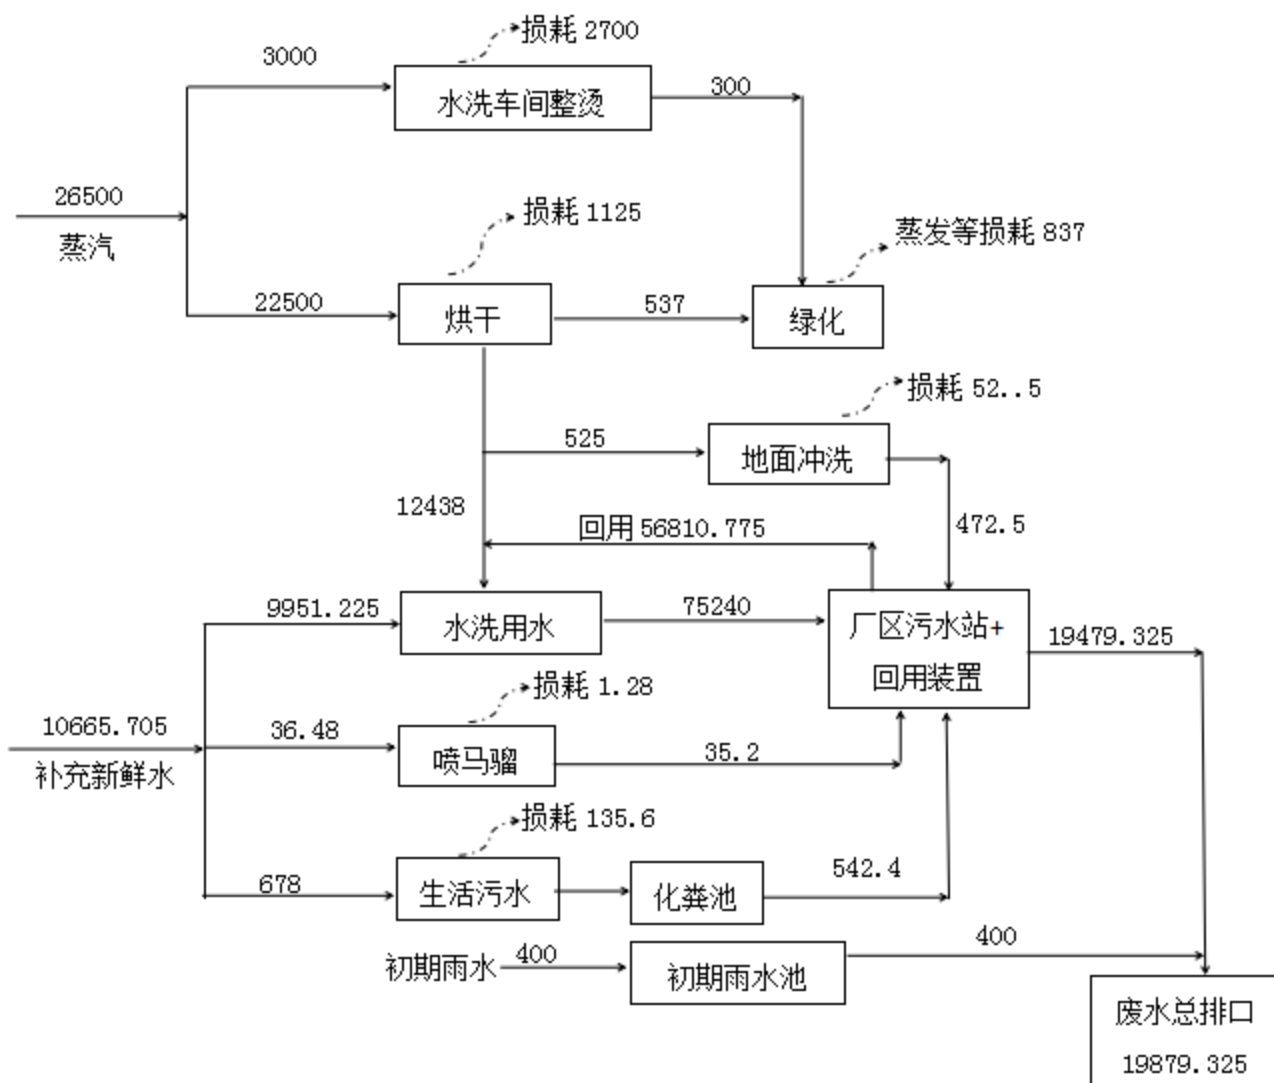 损耗 2700
3000
水洗车间整烫
300
26500
蒸汽
损耗 1125
蒸发等损耗 837
22500
烘干
537
绿化
损耗 52..5
525
地面冲洗
12438
472.5
回用 56810.775
9951.225
水洗用水
75240
厂区污水站+
回用装置
19479.325
损耗 1.28
10665.705
补充新鲜水
36.48
喷马骝
35.2
损耗 135.6
678
生活污水
化粪池
542.4
初期雨水
400
初期雨水池
400
废水总排口
19879.325